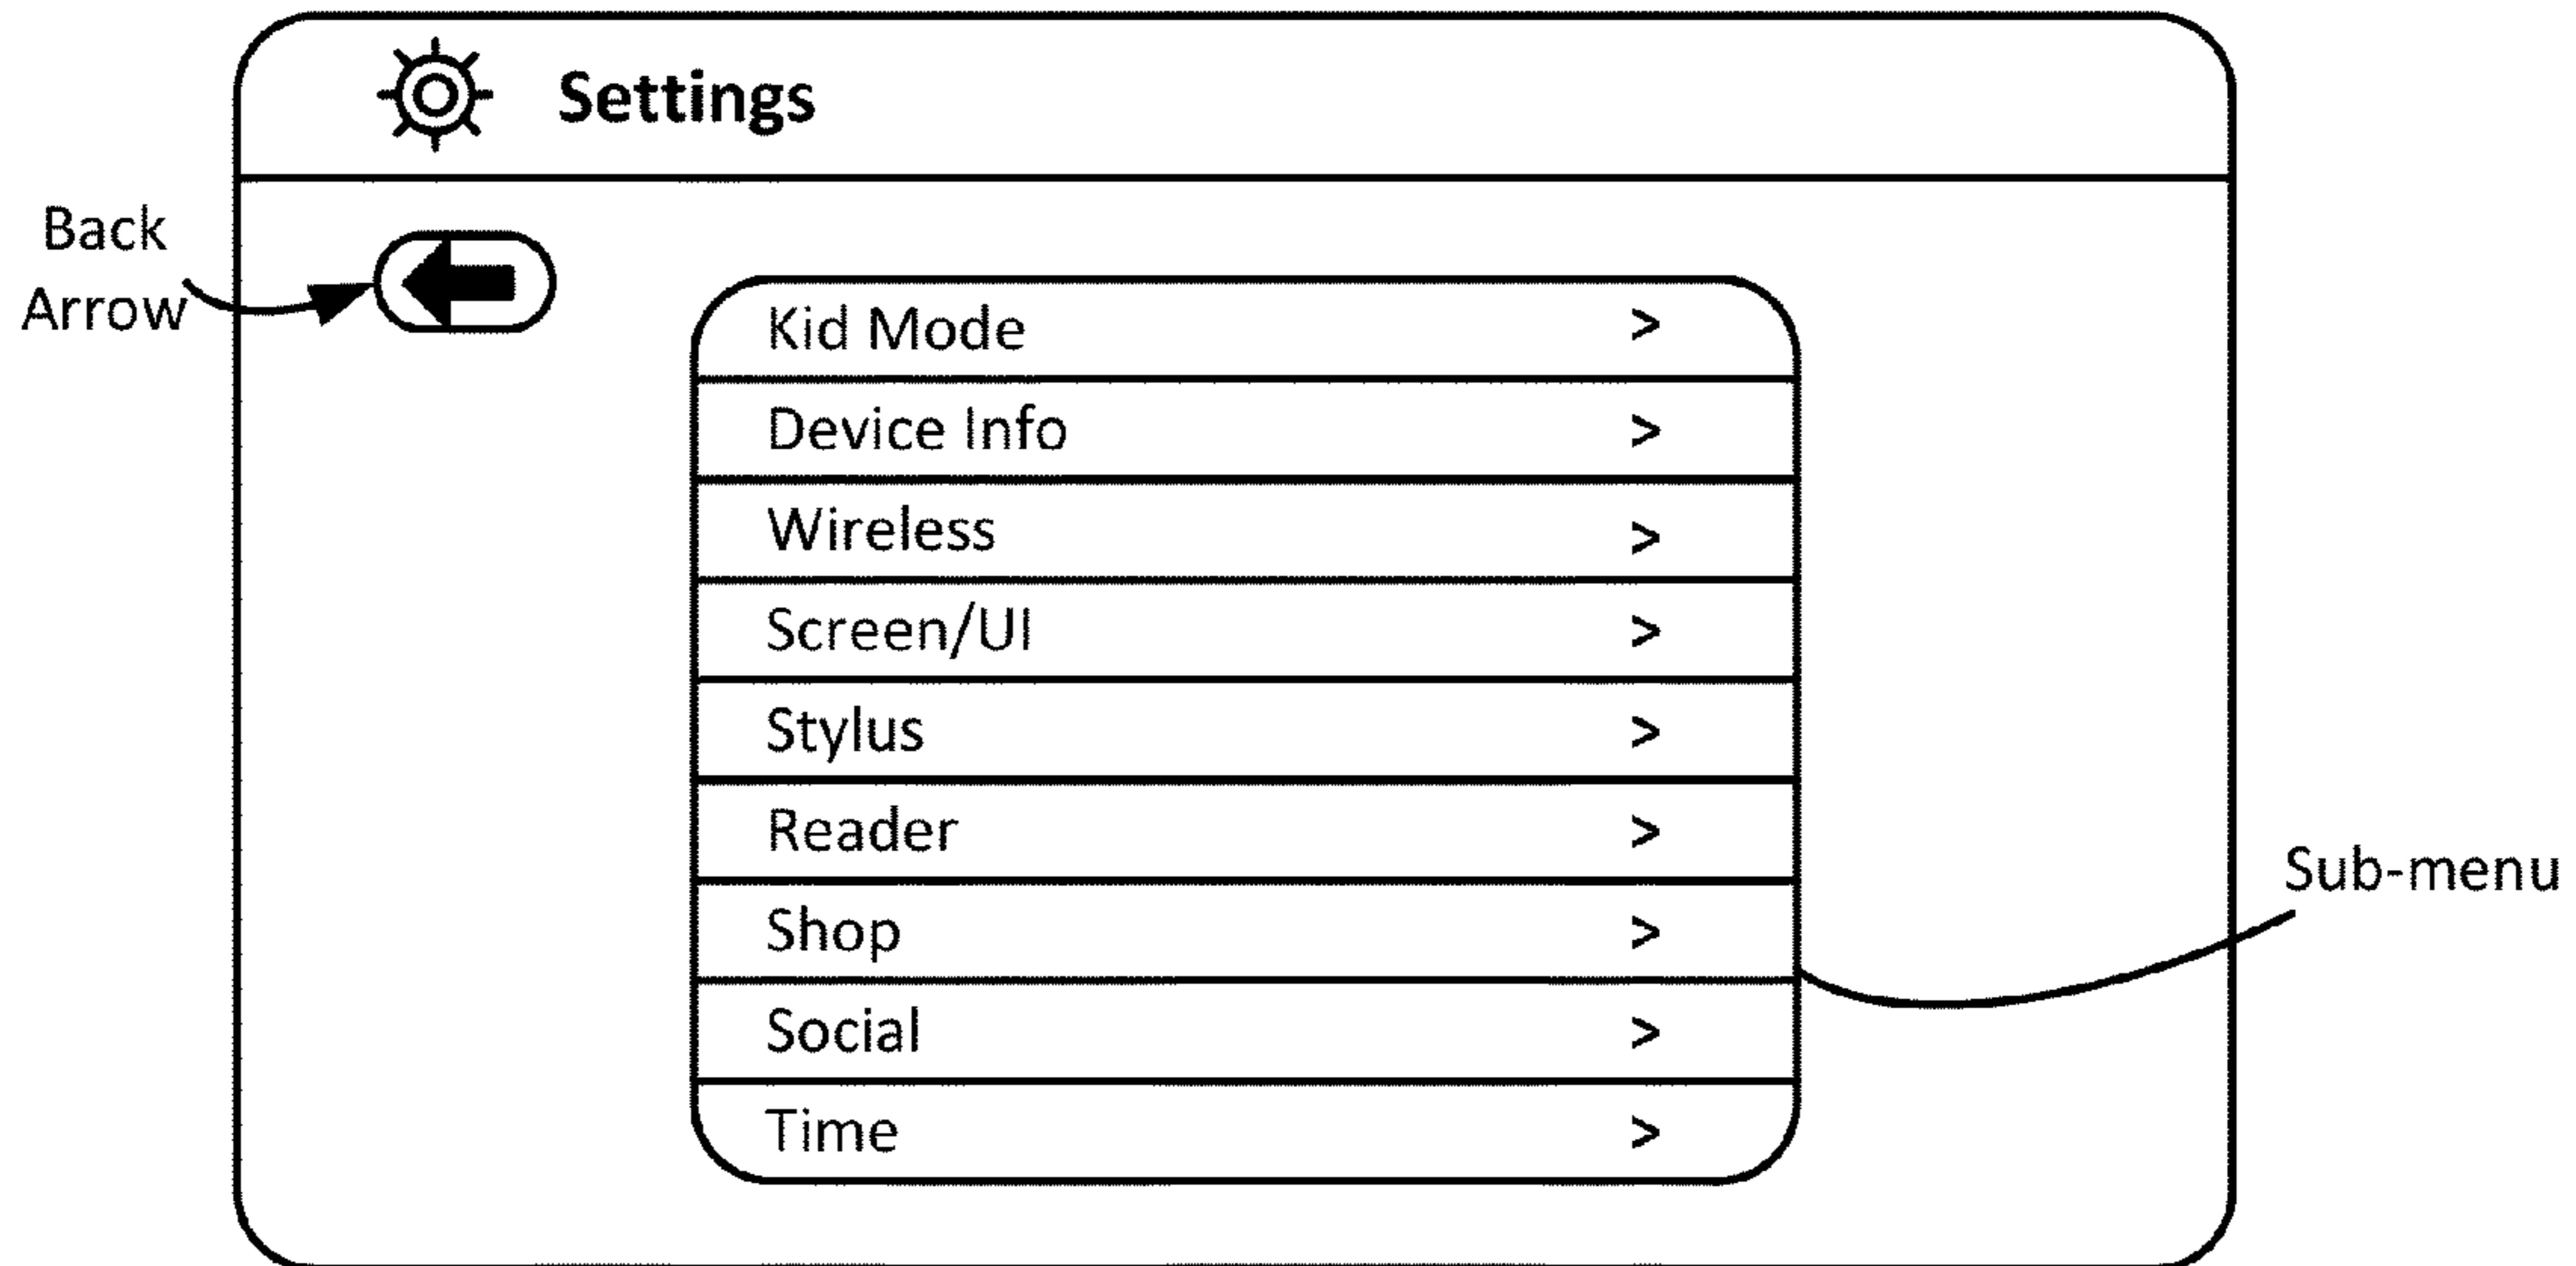 Settings
Back
Arrow
Kid Mode >
Device Info >
Wireless >
Screen/UI >
Stylus >
Reader >
Shop >
Social >
Time >
Sub-menu